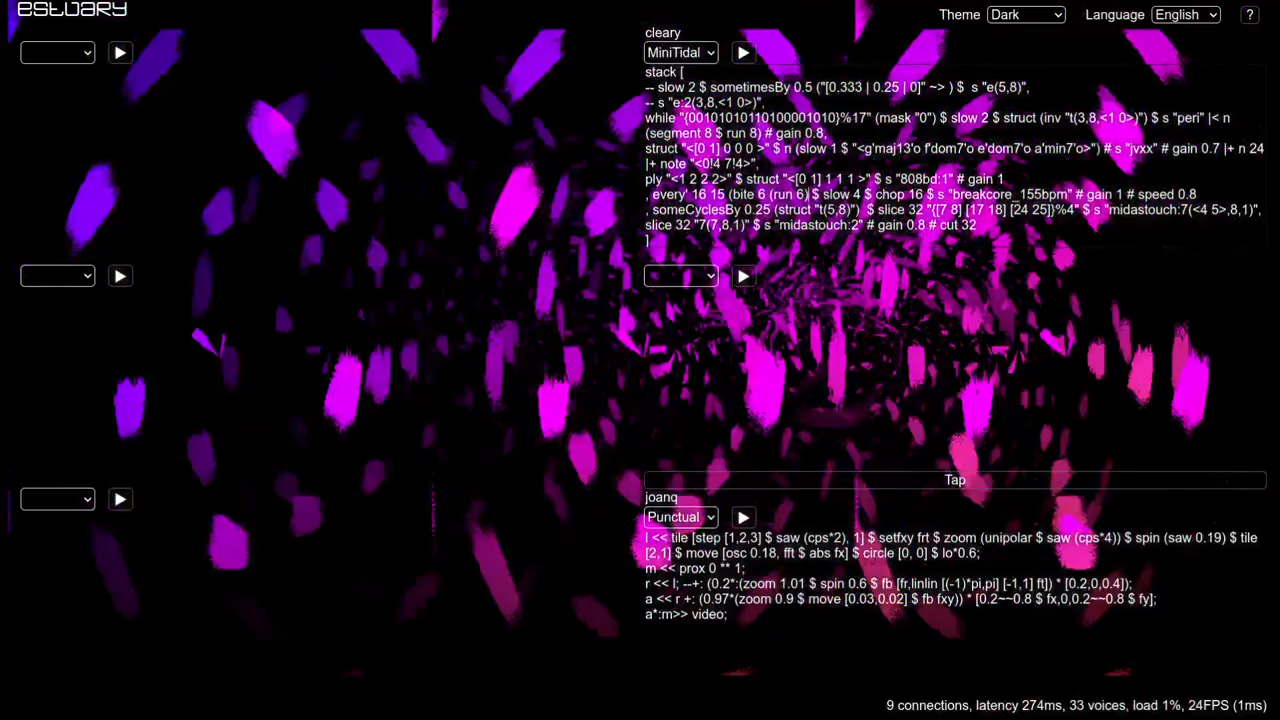 ESTUARY
Theme Dark Language English ?
cleary
MiniTidal
stack [
-- slow 2 $ sometimesBy 0.5 ("[0.333 | 0.25 | 0]" ~> ) $  s "e(5,8)",
-- s "e:2(3,8,<1 0>)",
while "{00101010110100001010}%17" (mask "0") $ slow 2 $ struct (inv "t(3,8,<1 0>)") $ s "peri" |< n
(segment 8 $ run 8) # gain 0.8,
struct "<[0 1] 0 0 0 >" $ n (slow 1 $ "<g'maj13'o f'dom7'o e'dom7'o a'min7'o>") # s "jvxx" # gain 0.7 |+ n 24
|+ note "<0!4 7!4>",
ply "<1 2 2 2>" $ struct "<[0 1] 1 1 1 >" $ s "808bd:1" # gain 1
, every' 16 15 (bite 6 (run 6) $ slow 4 $ chop 16 $ s "breakcore_155bpm" # gain 1 # speed 0.8
, someCyclesBy 0.25 (struct "t(5,8)")  $ slice 32 "{[7 8] [17 18] [24 25]}%4" $ s "midastouch:7(<4 5>,8,1)",
slice 32 "7(7,8,1)" $ s "midastouch:2" # gain 0.8 # cut 32
]
Tap
joanq
Punctual
l << tile [step [1,2,3] $ saw (cps*2), 1] $ setfxy frt $ zoom (unipolar $ saw (cps*4)) $ spin (saw 0.19) $ tile
[2,1] $ move [osc 0.18, fft $ abs fx] $ circle [0, 0] $ lo*0.6;
m << prox 0 ** 1;
r << l; --+: (0.2*:(zoom 1.01 $ spin 0.6 $ fb [fr,linlin [(-1)*pi,pi] [-1,1] ft]) * [0.2,0,0.4]);
a << r +: (0.97*(zoom 0.9 $ move [0.03,0.02] $ fb fxy)) * [0.2~~0.8 $ fx,0,0.2~~0.8 $ fy];
a*:m>> video;
9 connections, latency 274ms, 33 voices, load 1%, 24FPS (1ms)